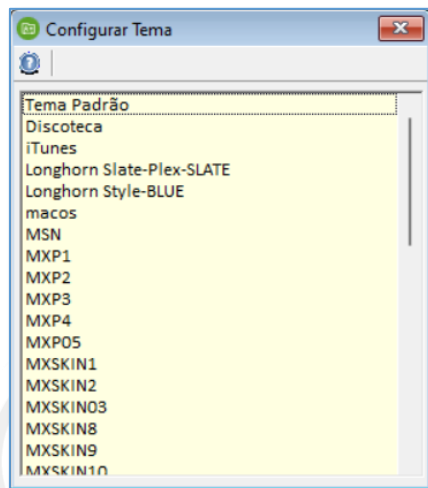 Configurar Tema
Tema Padrão
Discoteca
iTunes
Longhorn Slate-Plex-SLATE
Longhorn Style-BLUE
macos
MSN
MXP1
MXP2
MXP3
MXP4
MXP05
MXSKIN1
MXSKIN2
MXSKIN03
MXSKIN8
MXSKIN9
MXSKIN10